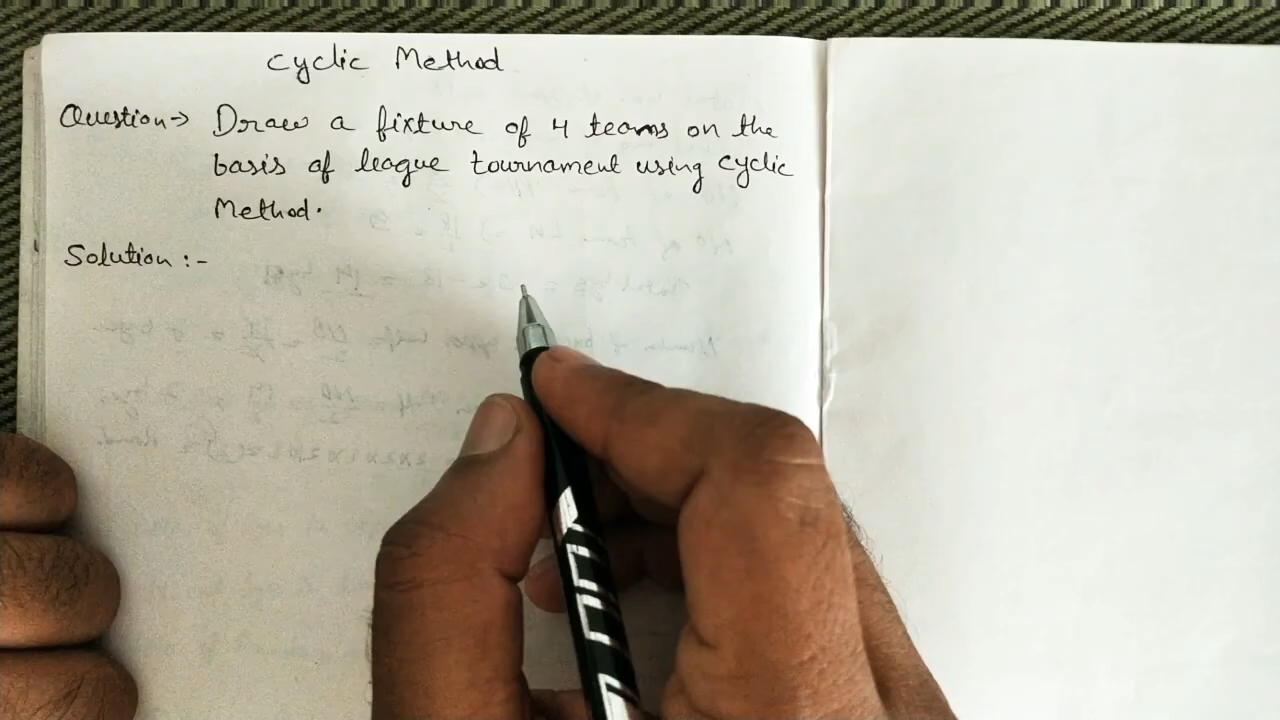 Cyclic Method
Question→ Draw a fixture of 4 teams on the
basis of league tournament using cyclic
Method.
Solution :-